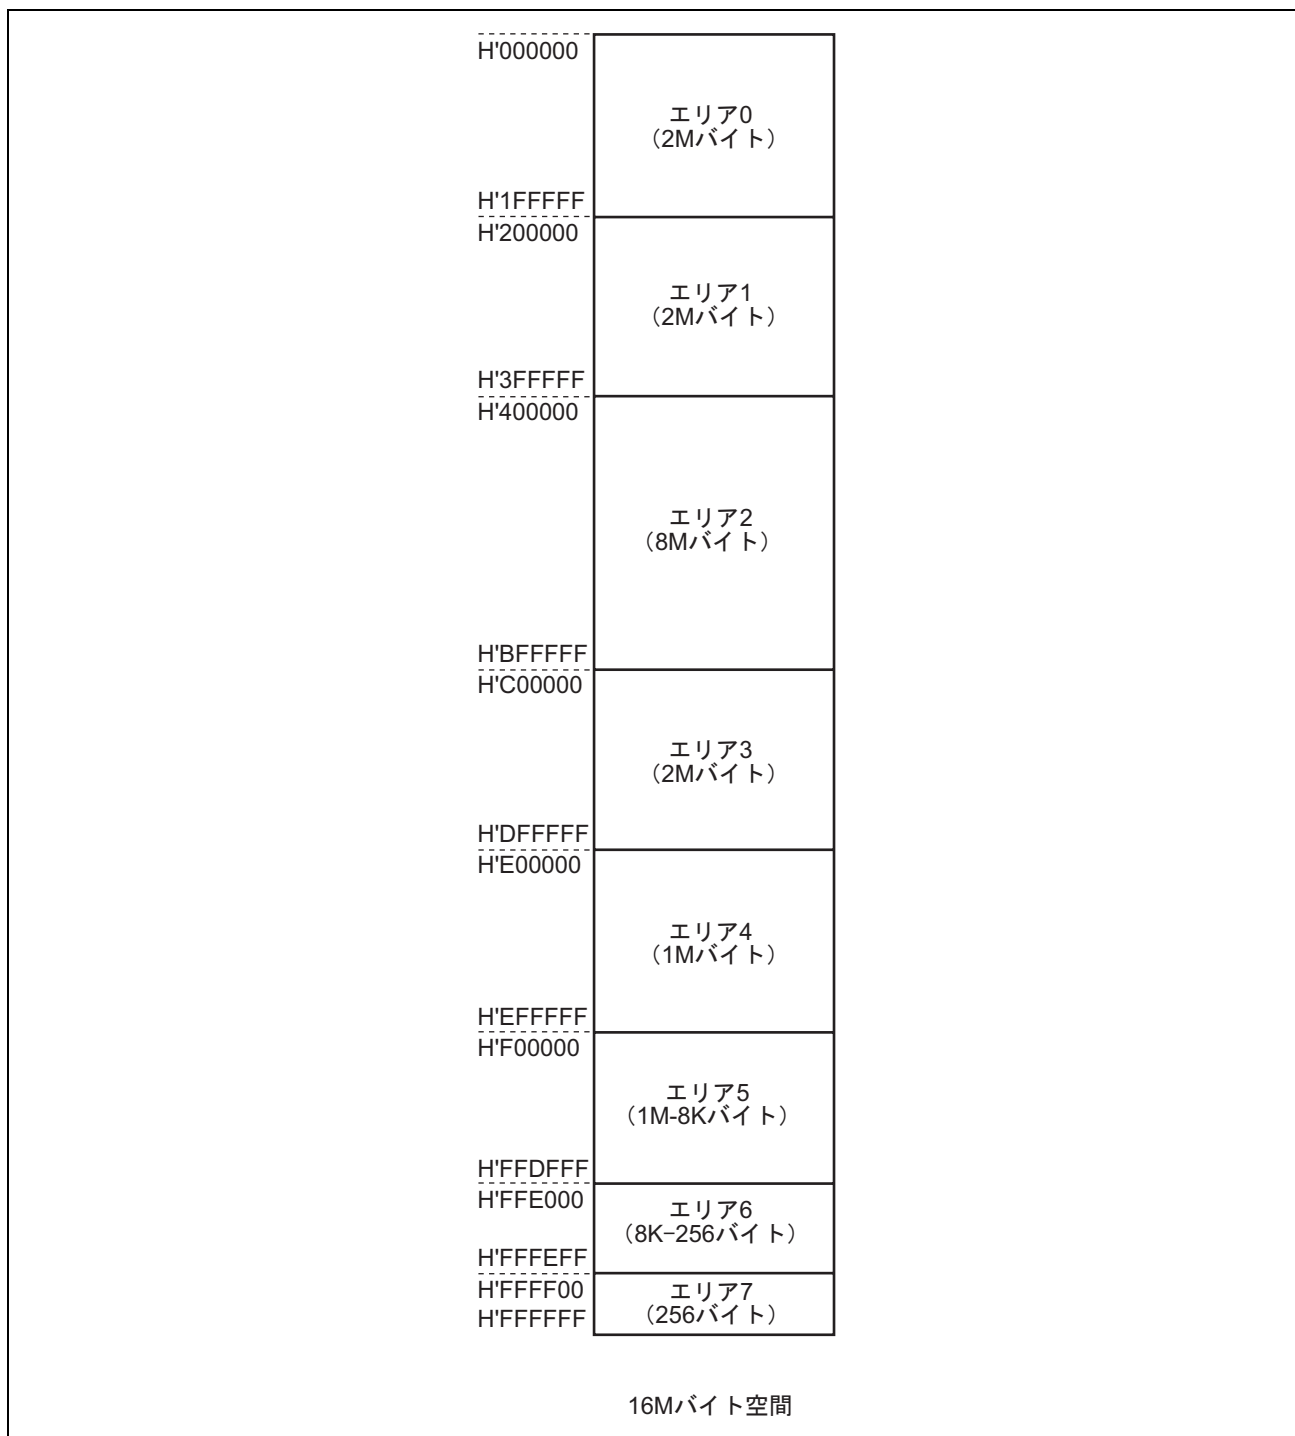 H'000000
エリア0
（2Mバイト）
H'1FFFFF
H'200000
エリア1
（2Mバイト）
H'3FFFFF
H'400000
エリア2
（8Mバイト）
H'BFFFFF
H'C00000
エリア3
（2Mバイト）
H'DFFFFF
H'E00000
エリア4
（1Mバイト）
H'EFFFFF
H'F00000
エリア5
（1M-8Kバイト）
H'FFDFFF
H'FFE000
エリア6
（8K−256バイト）
H'FFFEFF
H'FFFF00
エリア7
（256バイト）
H'FFFFFF
16Mバイト空間